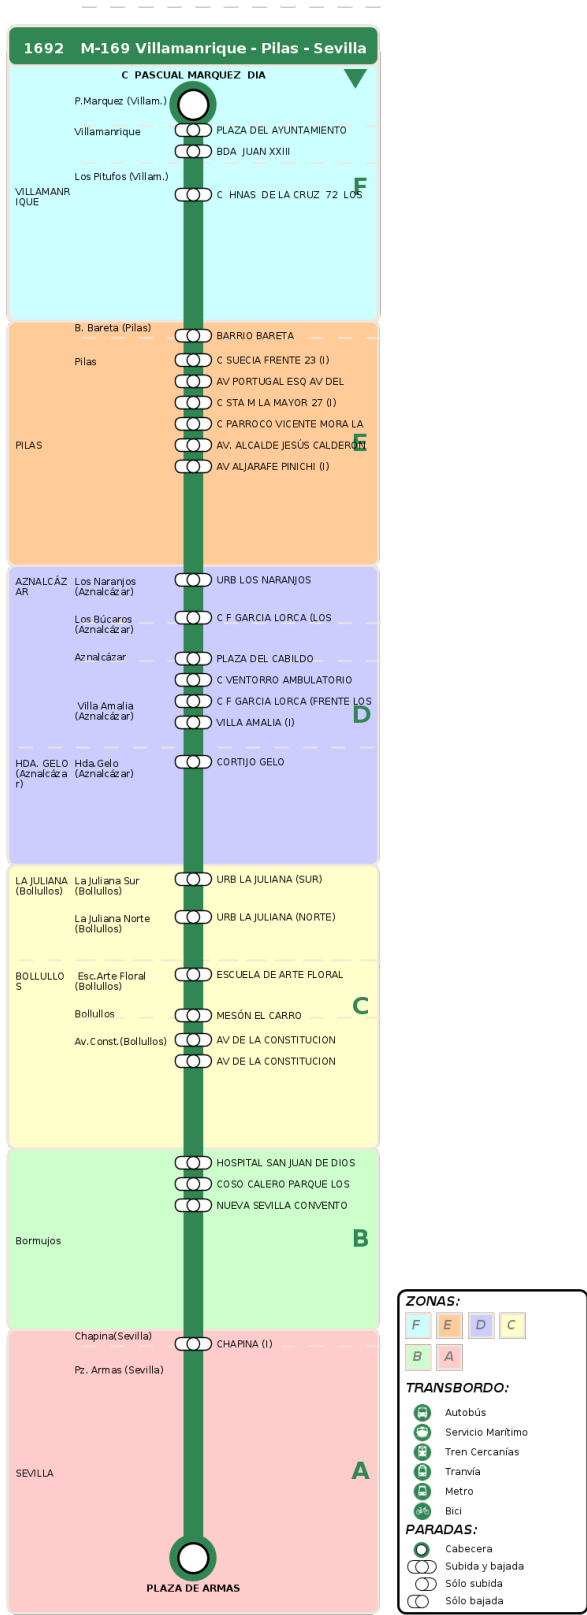 1692 M-169 Villamanrique - Pilas - Sevilla
C PASCUAL MARQUEZ DIA
P.Marquez (Villam.)
Villamanrique
PLAZA DEL AYUNTAMIENTO
BDA JUAN XXIII
Los Pitufos (Villam.)
VILLAMANR
IQUE
C HNAS DE LA CRUZ 72 LOS
F
B. Bareta (Pilas)
BARRIO BARETA
Pilas
C SUECIA FRENTE 23 (I)
AV PORTUGAL ESQ AV DEL
C STA M LA MAYOR 27 (I)
C PARROCO VICENTE MORA LA
PILAS
AV. ALCALDE JESÚS CALDERÓN
E
AV ALJARAFE PINICHI (I)
AZNALCÁZ
AR
Los Naranjos
(Aznalcázar)
URB LOS NARANJOS
Los Búcaros
(Aznalcázar)
C F GARCIA LORCA (LOS
Aznalcázar
PLAZA DEL CABILDO
C VENTORRO AMBULATORIO
Villa Amalia
(Aznalcázar)
C F GARCIA LORCA (FRENTE LOS
D
VILLA AMALIA (I)
HDA. GELO
(Aznalcáza
r)
Hda.Gelo
(Aznalcázar)
CORTIJO GELO
LA JULIANA
(Bollullos)
La Juliana Sur
(Bollullos)
URB LA JULIANA (SUR)
La Juliana Norte
(Bollullos)
URB LA JULIANA (NORTE)
BOLLULLO
S
Esc.Arte Floral
(Bollullos)
ESCUELA DE ARTE FLORAL
C
Bollullos
MESÓN EL CARRO
Av.Const.(Bollullos)
AV DE LA CONSTITUCION
AV DE LA CONSTITUCION
HOSPITAL SAN JUAN DE DIOS
COSO CALERO PARQUE LOS
NUEVA SEVILLA CONVENTO
Bormujos
B
Chapina(Sevilla)
CHAPINA (I)
Pz. Armas (Sevilla)
SEVILLA
A
PLAZA DE ARMAS
ZONAS:
F E D C
B A
TRANSBORDO:
Autobús
Servicio Marítimo
Tren Cercanías
Tranvía
Metro
Bici
PARADAS:
Cabecera
Subida y bajada
Sólo subida
Sólo bajada